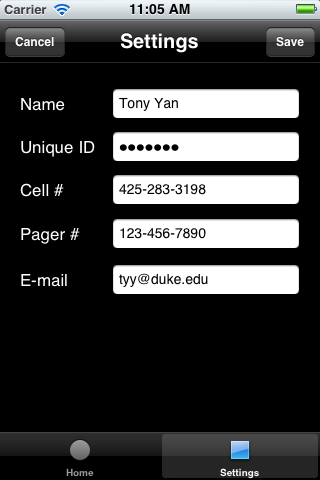 Carrier 11:05 AM
Cancel Settings Save
Name Tony Yan
Unique ID ●●●●●●●
Cell # 425-283-3198
Pager # 123-456-7890
E-mail tyy@duke.edu
Home Settings